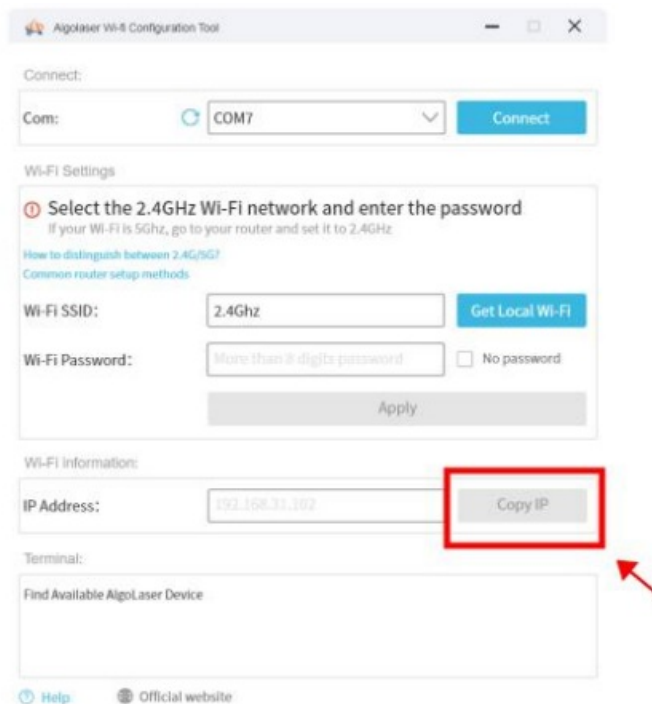 Algolaser Wi-fi Configuration Tool
Connect:
Com: COM7 Connect
Wi-Fi Settings
Select the 2.4GHz Wi-Fi network and enter the password
If your Wi-Fi is 5Ghz, go to your router and set it to 2.4GHz
How to distinguish between 2.4G/5G?
Common router setup methods
Wi-Fi SSID: 2.4Ghz Get Local Wi-Fi
Wi-Fi Password: More than 8 digits password No password
Apply
Wi-Fi Information:
IP Address: 192.168.31.102 Copy IP
Terminal:
Find Available AlgoLaser Device
Help Official website